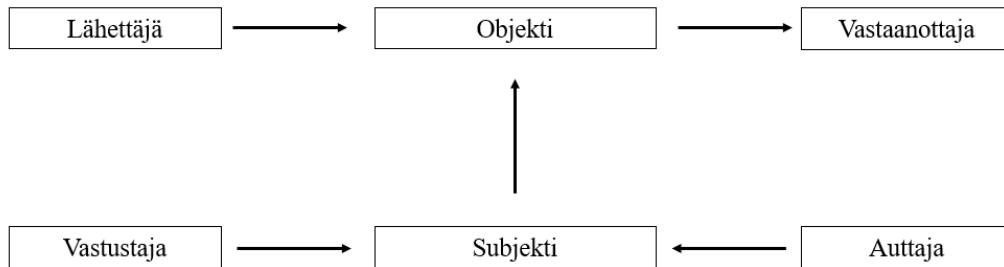 Lähettäjä
Objekti
Vastaanottaja
Vastustaja
Subjekti
Auttaja